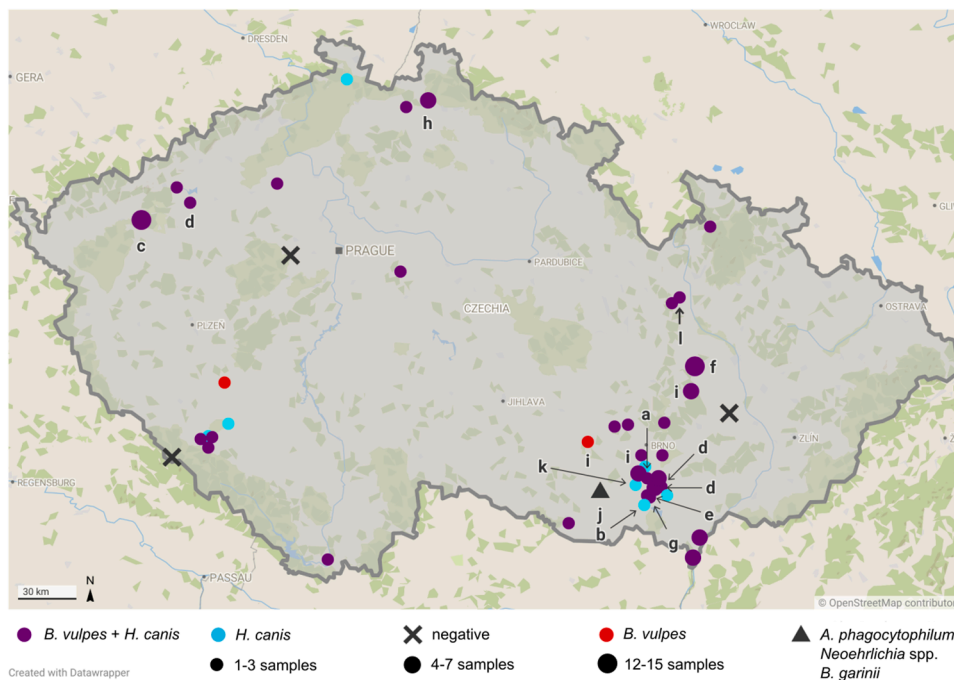 WROCLAW
DRESDEN
GERA
h
d
c
PRAGUE
PARDUBICE
CZECHIA
OSTRAVA
PLZEŇ
l
f
i
JIHLAVA
a
ZLÍN
BRNO
i
i
d
k
REGENSBURG
d
j
e
b
g
PASSAU
30 km
N
© OpenStreetMap contributor
B. vulpes + H. canis
H. canis
negative
B. vulpes
A. phagocytophilum
Neoehrlichia spp.
B. garinii
1-3 samples
4-7 samples
12-15 samples
Created with Datawrapper